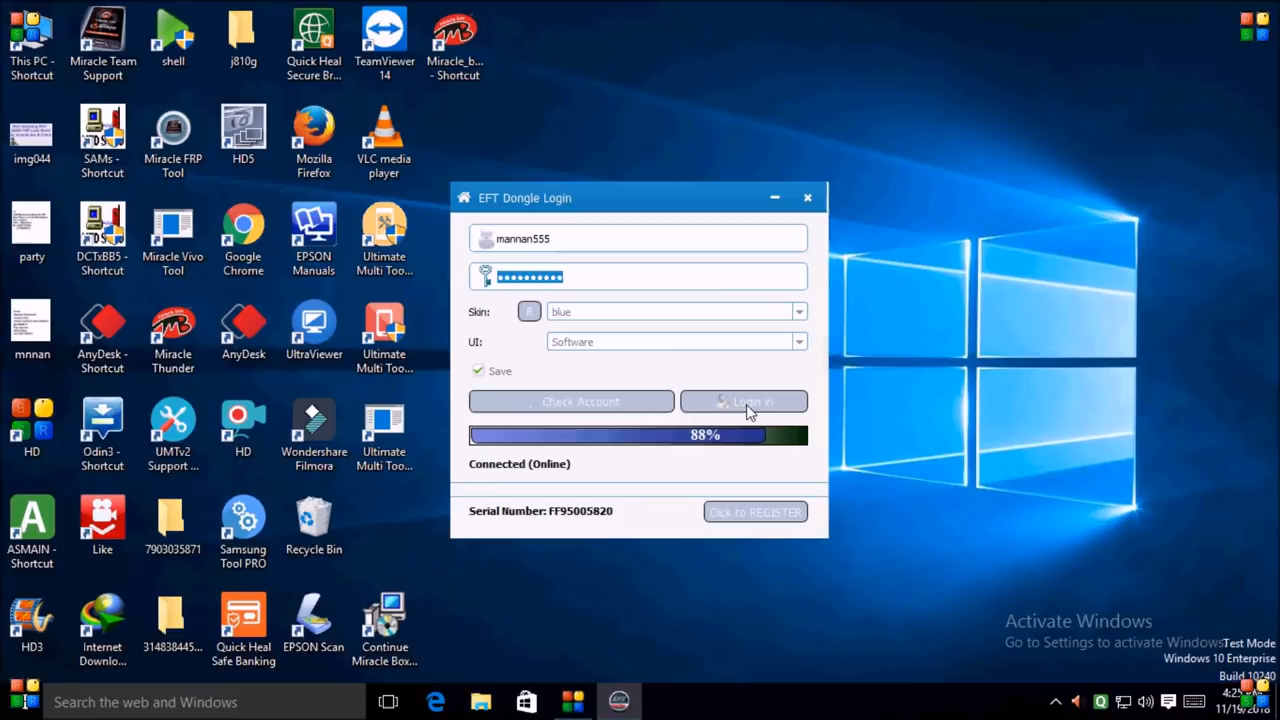 This PC -
Shortcut
Miracle Team
Support
shell
j810g
Quick Heal
Secure Br...
TeamViewer
14
Miracle_b...
- Shortcut
img044
SAMs -
Shortcut
Miracle FRP
Tool
HD5
Mozilla
Firefox
VLC media
player
party
DCTxBB5 -
Shortcut
Miracle Vivo
Tool
Google
Chrome
EPSON
Manuals
Ultimate
Multi Too...
mnnan
AnyDesk -
Shortcut
Miracle
Thunder
AnyDesk
UltraViewer
Ultimate
Multi Too...
HD
Odin3 -
Shortcut
UMTv2
Support ...
HD
Wondershare
Filmora
Ultimate
Multi Too...
ASMAIN -
Shortcut
Like
7903035871
Samsung
Tool PRO
Recycle Bin
HD3
Internet
Downlo...
314838445...
Quick Heal
Safe Banking
EPSON Scan
Continue
Miracle Box...
EFT Dongle Login
mannan555
••••••••••
Skin:
R
blue
UI:
Software
Save
Check Account
Login in
88%
Connected (Online)
Serial Number: FF95005820
Click to REGISTER
Activate Windows
Go to Settings to activate Windows
Test Mode
Windows 10 Enterprise
Build 10240
Search the web and Windows